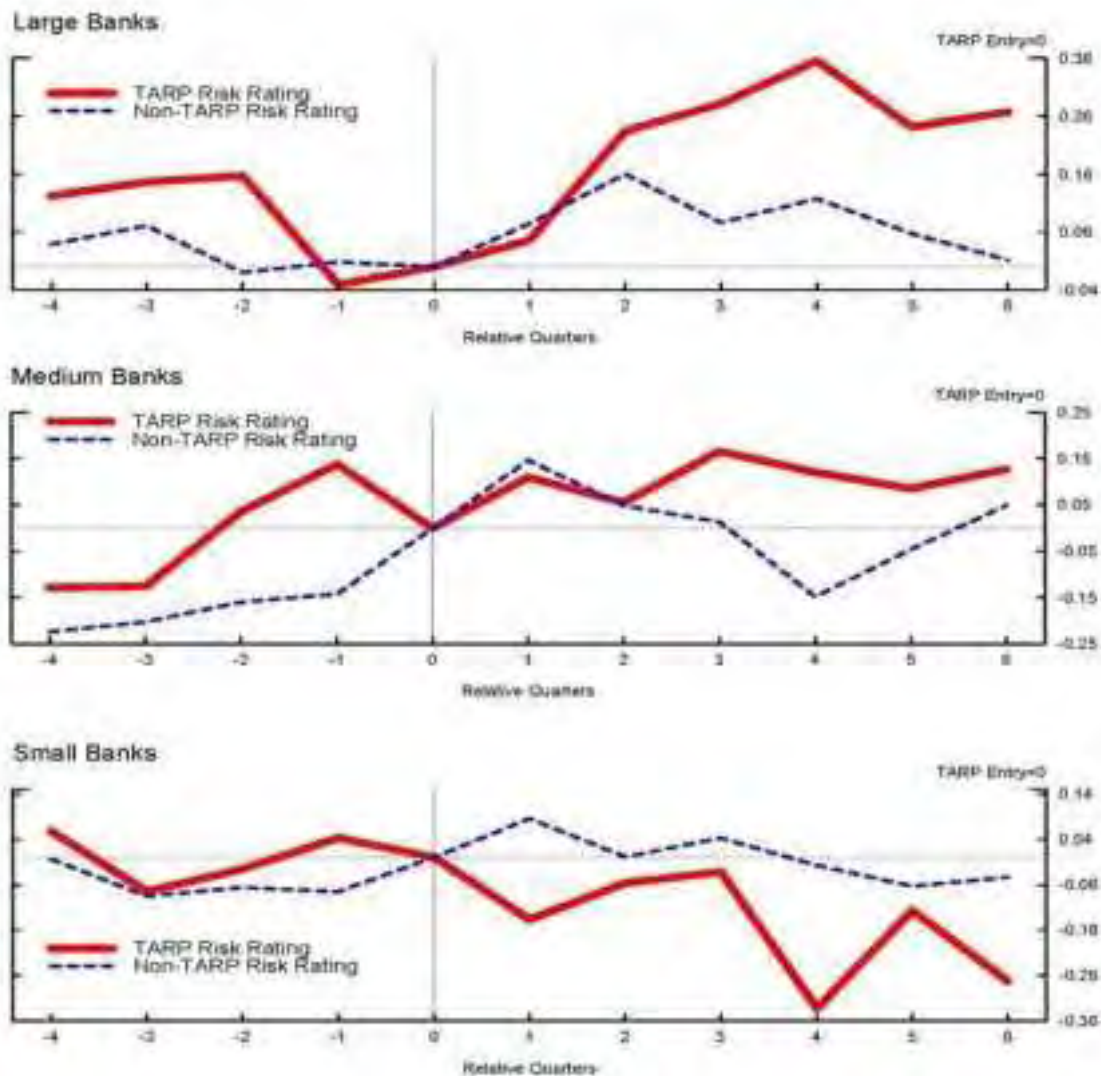 Large Banks
TARP Entry=0
TARP Risk Rating
Non-TARP Risk Rating
0.36
0.26
0.16
0.06
-0.04
-4 -3 -2 -1 0 1 2 3 4 5 6
Relative Quarters
Medium Banks
TARP Entry=0
TARP Risk Rating
Non-TARP Risk Rating
0.25
0.15
0.05
-0.05
-0.15
-0.25
-4 -3 -2 -1 0 1 2 3 4 5 6
Relative Quarters
Small Banks
TARP Entry=0
0.14
0.04
-0.06
-0.16
-0.26
-0.36
TARP Risk Rating
Non-TARP Risk Rating
-4 -3 -2 -1 0 1 2 3 4 5 6
Relative Quarters